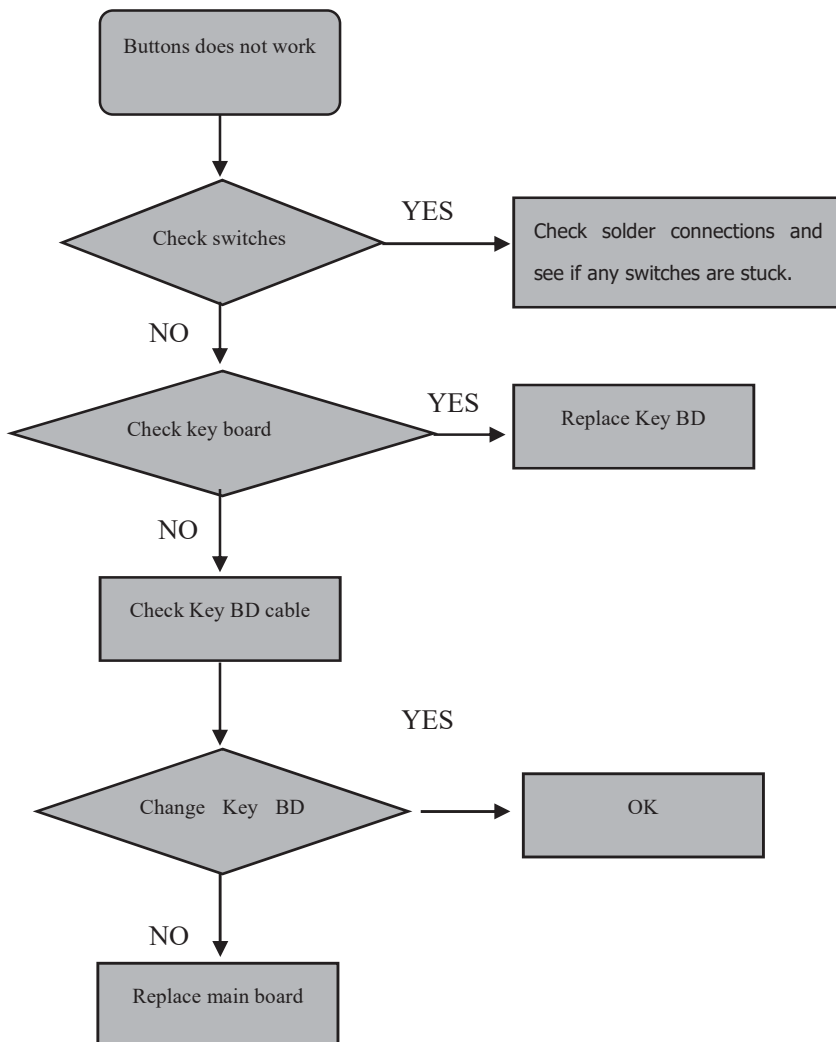 Buttons does not work
YES
Check switches
Check solder connections and
see if any switches are stuck.
NO
YES
Check key board
Replace Key BD
NO
Check Key BD cable
YES
Change Key BD
OK
NO
Replace main board